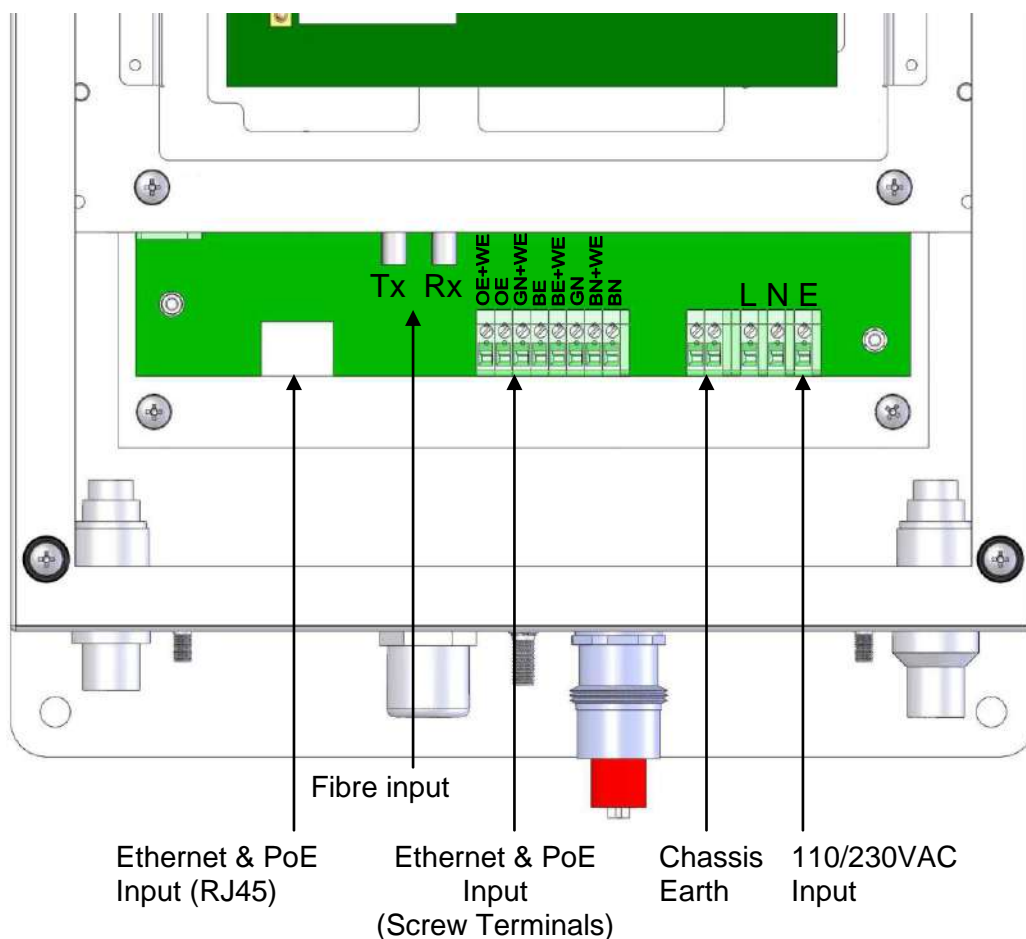 OE+WE
OE
GN+WE
BE
BE+WE
GN
BN+WE
BN
Tx Rx
L N E
Fibre input
Ethernet & PoE
Input (RJ45)
Ethernet & PoE
Input
(Screw Terminals)
Chassis
Earth
110/230VAC
Input